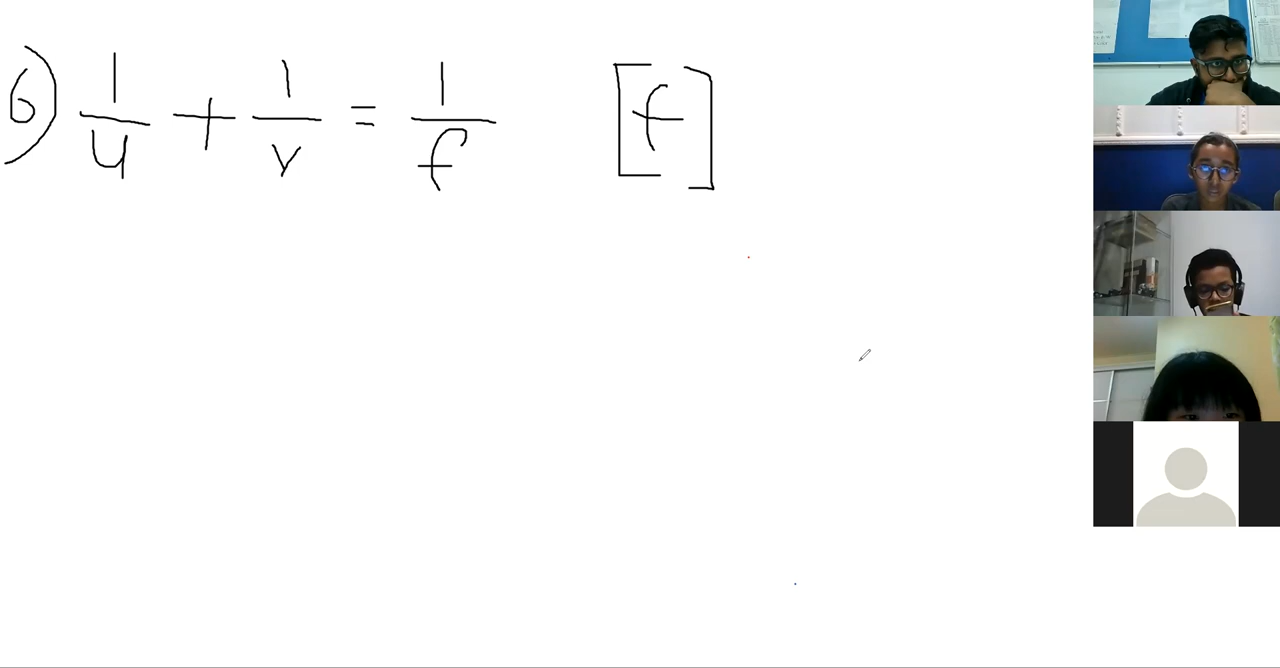 6) 1/u + 1/v = 1/f [f]